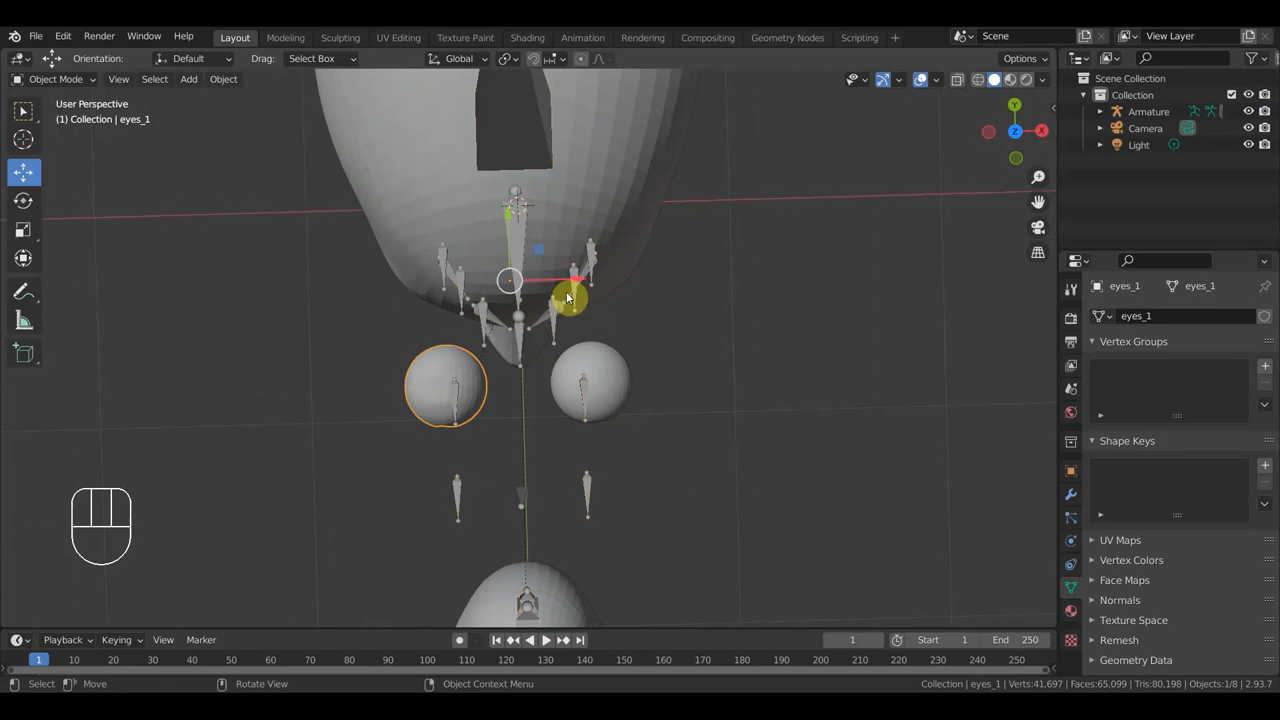 File Edit Render Window Help Layout Modeling Sculpting UV Editing Texture Paint Shading Animation Rendering Compositing Geometry Nodes Scripting + Scene View Layer
Orientation: Default Drag: Select Box Global Options
Object Mode View Select Add Object
User Perspective
(1) Collection | eyes_1
Y
Z X
Scene Collection
Collection
Armature
Camera
Light
eyes_1 eyes_1
eyes_1
Vertex Groups
Shape Keys
UV Maps
Vertex Colors
Face Maps
Normals
Texture Space
Remesh
Geometry Data
Playback Keying View Marker 1 Start 1 End 250
1 10 20 30 40 50 60 70 80 90 100 110 120 130 140 150 160 170 180 190 200 210 220 230 240 250
Select Move Rotate View Object Context Menu Collection | eyes_1 | Verts:41,697 | Faces:65,099 | Tris:80,198 | Objects:1/8 | 2.93.7